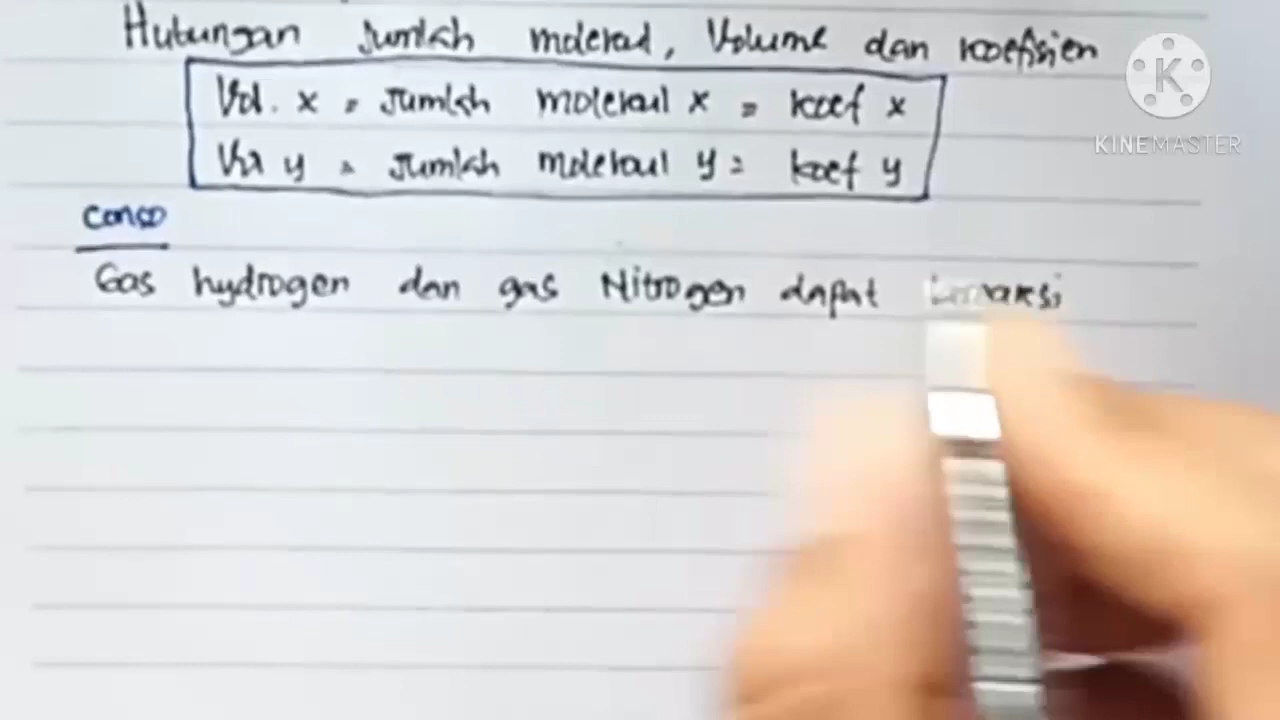 Hubungan Jumlah molekul, Volume dan koefisien
Vol. x = Jumlah molekul x = koef x
Vol y = Jumlah molekul y = koef y
Gas hydrogen dan gas Nitrogen dapat
K
KINEMASTER